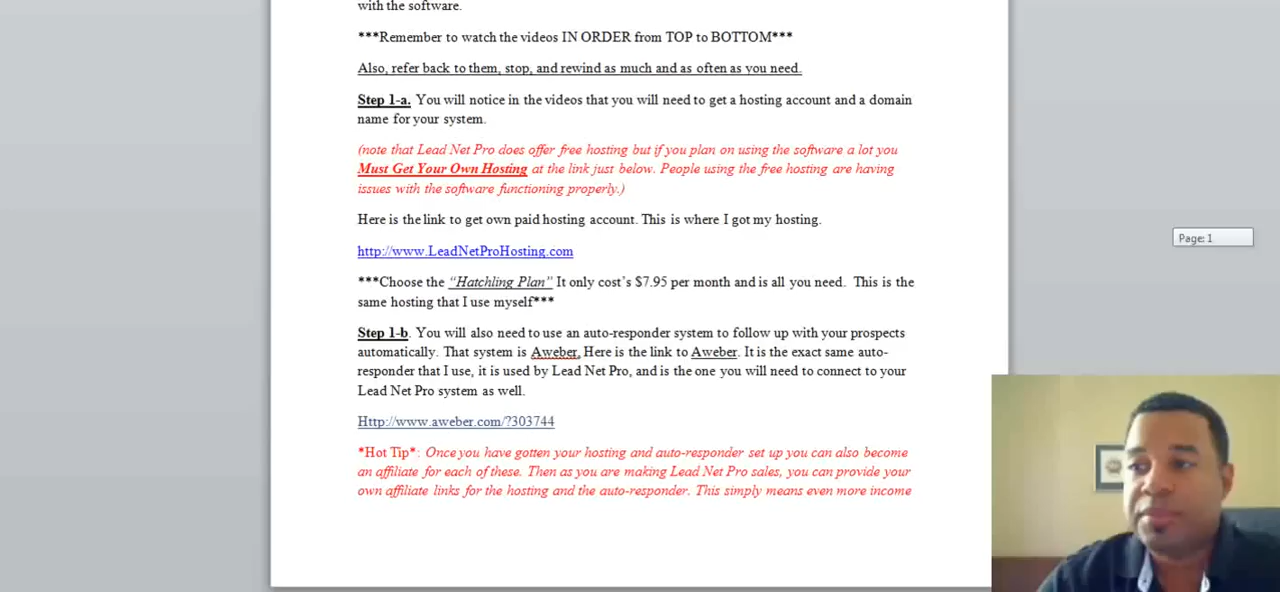 with the software.
***Remember to watch the videos IN ORDER from TOP to BOTTOM***
Also, refer back to them, stop, and rewind as much and as often as you need.
Step 1-a. You will notice in the videos that you will need to get a hosting account and a domain
name for your system.
(note that Lead Net Pro does offer free hosting but if you plan on using the software a lot you
Must Get Your Own Hosting at the link just below. People using the free hosting are having
issues with the software functioning properly.)
Here is the link to get own paid hosting account. This is where I got my hosting.
http://www.LeadNetProHosting.com
***Choose the “Hatchling Plan” It only cost’s $7.95 per month and is all you need. This is the
same hosting that I use myself***
Step 1-b. You will also need to use an auto-responder system to follow up with your prospects
automatically. That system is Aweber. Here is the link to Aweber. It is the exact same auto-
responder that I use, it is used by Lead Net Pro, and is the one you will need to connect to your
Lead Net Pro system as well.
Http://www.aweber.com/?303744
*Hot Tip*: Once you have gotten your hosting and auto-responder set up you can also become
an affiliate for each of these. Then as you are making Lead Net Pro sales, you can provide your
own affiliate links for the hosting and the auto-responder. This simply means even more income
Page: 1